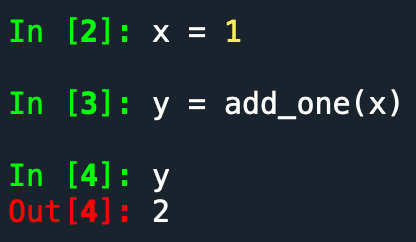 In [2]: x = 1
In [3]: y = add_one(x)
In [4]: y
Out[4]: 2